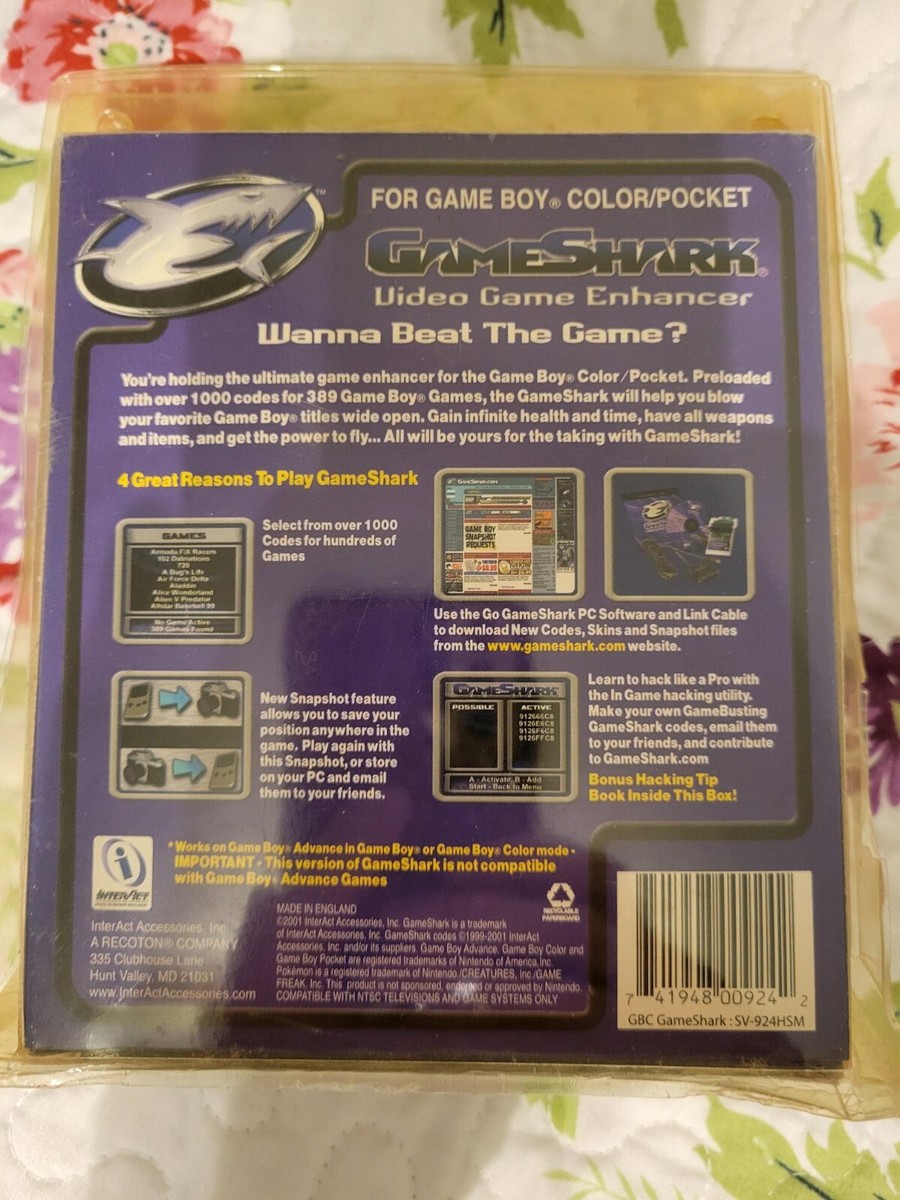 FOR GAME BOY® COLOR/POCKET
GAMESHARK®
Video Game Enhancer
Wanna Beat The Game?
You're holding the ultimate game enhancer for the Game Boy® Color/Pocket. Preloaded
with over 1000 codes for 389 Game Boy® Games, the GameShark will help you blow
your favorite Game Boy® titles wide open. Gain infinite health and time, have all weapons
and items, and get the power to fly... All will be yours for the taking with GameShark!
4 Great Reasons To Play GameShark
GAMES
Armada F/X Racers
102 Dalmations
720
A Bug's Life
Air Force Delta
Aladdin
Alice Wonderland
Alien V Predator
Allstar Baseball 99
No Game Active
389 Games Found
Select from over 1000
Codes for hundreds of
Games
GAME BOY
SNAPSHOT
REQUESTS
Use the Go GameShark PC Software and Link Cable
to download New Codes, Skins and Snapshot files
from the www.gameshark.com website.
New Snapshot feature
allows you to save your
position anywhere in the
game. Play again with
this Snapshot, or store
on your PC and email
them to your friends.
GAMESHARK
POSSIBLE ACTIVE
912666C8
9126E6C8
9126F6C8
9126FFC8
A - Activate, B - Add
Start - Back to Menu
Learn to hack like a Pro with
the In Game hacking utility.
Make your own GameBusting
GameShark codes, email them
to your friends, and contribute
to GameShark.com
Bonus Hacking Tip
Book Inside This Box!
*Works on Game Boy® Advance in Game Boy® or Game Boy® Color mode -
IMPORTANT - This version of GameShark is not compatible
with Game Boy® Advance Games
INTERACT
InterAct Accessories, Inc.
A RECOTON® COMPANY
335 Clubhouse Lane
Hunt Valley, MD 21031
www.InterActAccessories.com
MADE IN ENGLAND
©2001 InterAct Accessories, Inc. GameShark is a trademark
of InterAct Accessories, Inc. GameShark codes ©1999-2001 InterAct
Accessories, Inc. and/or its suppliers. Game Boy Advance, Game Boy Color and
Game Boy Pocket are registered trademarks of Nintendo of America, Inc.
Pokémon is a registered trademark of Nintendo/CREATURES, Inc./GAME
FREAK, Inc. This product is not sponsored, endorsed or approved by Nintendo.
COMPATIBLE WITH NTSC TELEVISIONS AND GAME SYSTEMS ONLY
RECYCLABLE
PAPERBOARD
7 41948 00924 2
GBC GameShark : SV-924HSM